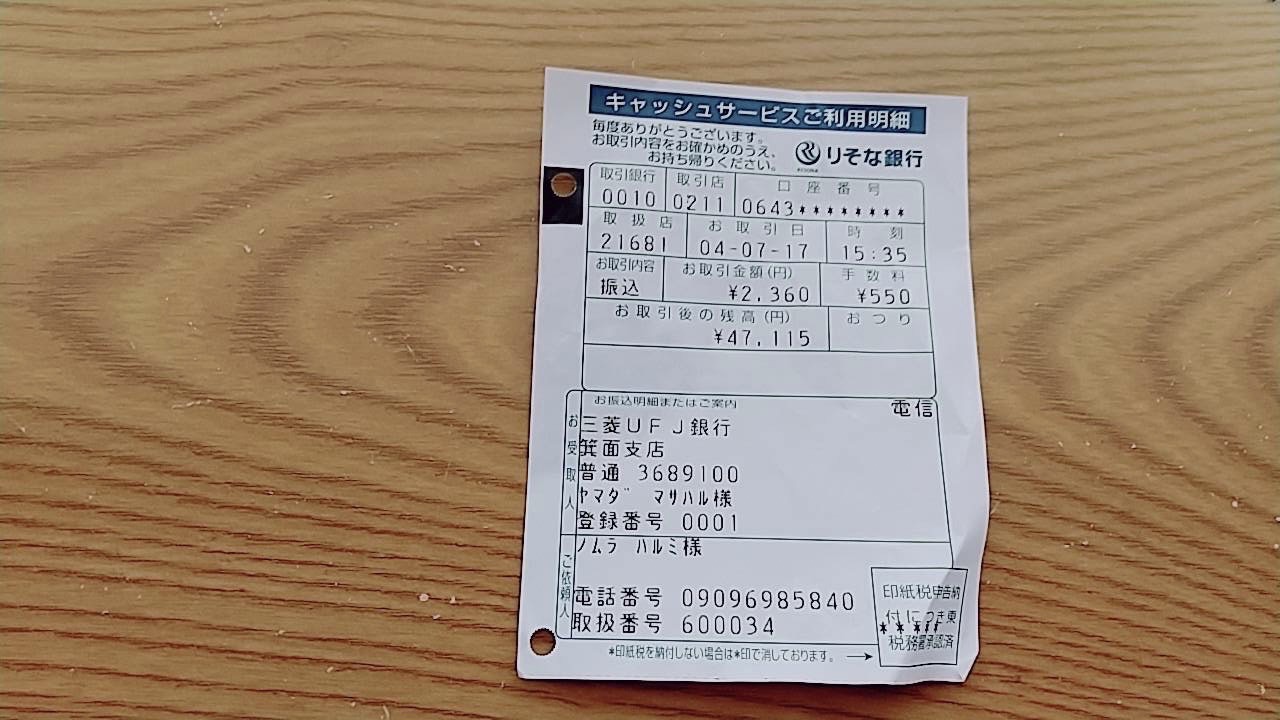 キャッシュサービスご利用明細
毎度ありがとうございます。
お取引内容をお確かめのうえ、
お持ち帰りください。
RESONA
りそな銀行
取引銀行 取引店 口座番号
0010 0211 0643********
取扱店 お取引日 時刻
21681 04-07-17 15:35
お取引内容 お取引金額(円) 手数料
振込 ¥2,360 ¥550
お取引後の残高(円) おつり
¥47,115
お振込明細またはご案内 電信
お受取人
三菱UFJ銀行
箕面支店
普通 3689100
ヤマダ マサハル様
登録番号 0001
ご依頼人
ノムラ ハルミ様
電話番号 09096985840
取扱番号 600034
印紙税申告納
付につき東
*****
税務署承認済
*印紙税を納付しない場合は*印で消しております。